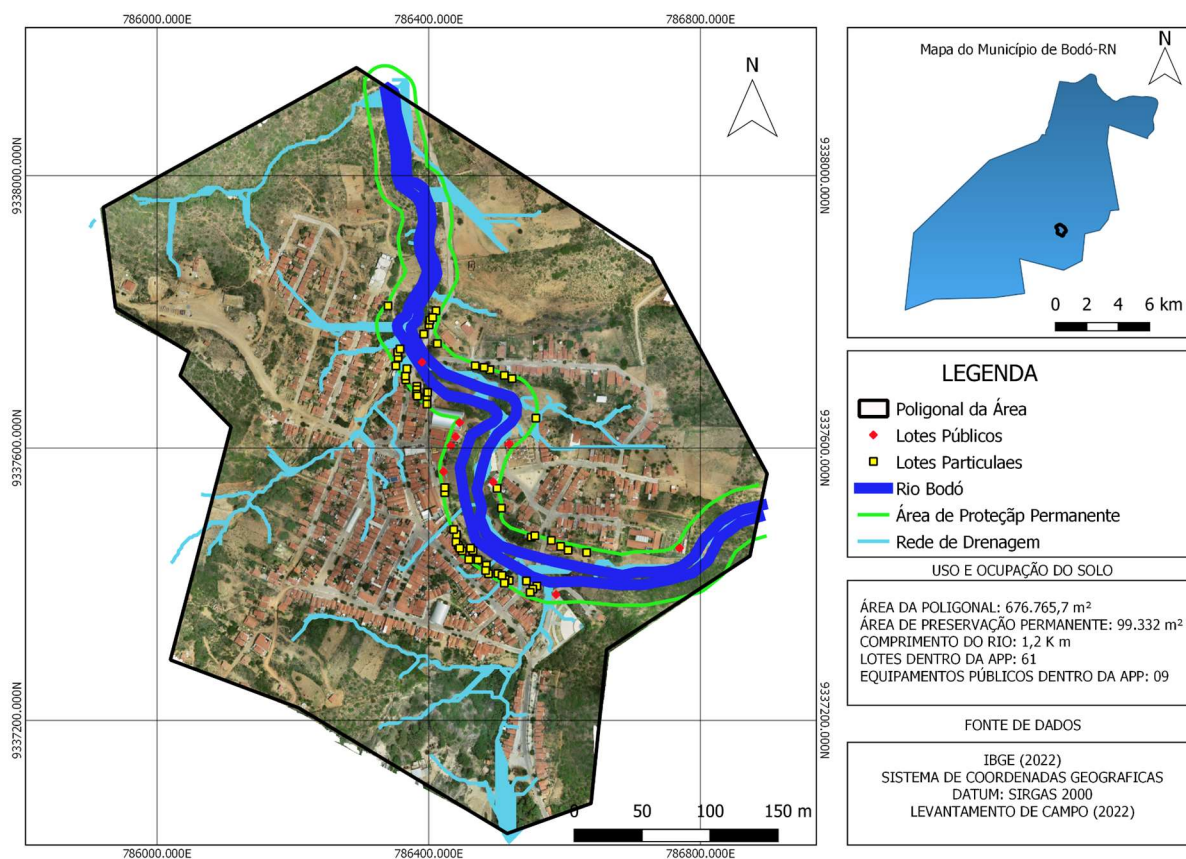 786000.000E
786400.000E
786800.000E
N
9338000.000N
9337600.000N
9337200.000N
9338000.000N
9337600.000N
9337200.000N
0 50 100 150 m
786000.000E
786400.000E
786800.000E
Mapa do Município de Bodó-RN
N
0 2 4 6 km
LEGENDA
Poligonal da Área
Lotes Públicos
Lotes Particulaes
Rio Bodó
Área de Proteçãp Permanente
Rede de Drenagem
USO E OCUPAÇÃO DO SOLO
ÁREA DA POLIGONAL: 676.765,7 m²
ÁREA DE PRESERVAÇÃO PERMANENTE: 99.332 m²
COMPRIMENTO DO RIO: 1,2 K m
LOTES DENTRO DA APP: 61
EQUIPAMENTOS PÚBLICOS DENTRO DA APP: 09
FONTE DE DADOS
IBGE (2022)
SISTEMA DE COORDENADAS GEOGRAFICAS
DATUM: SIRGAS 2000
LEVANTAMENTO DE CAMPO (2022)